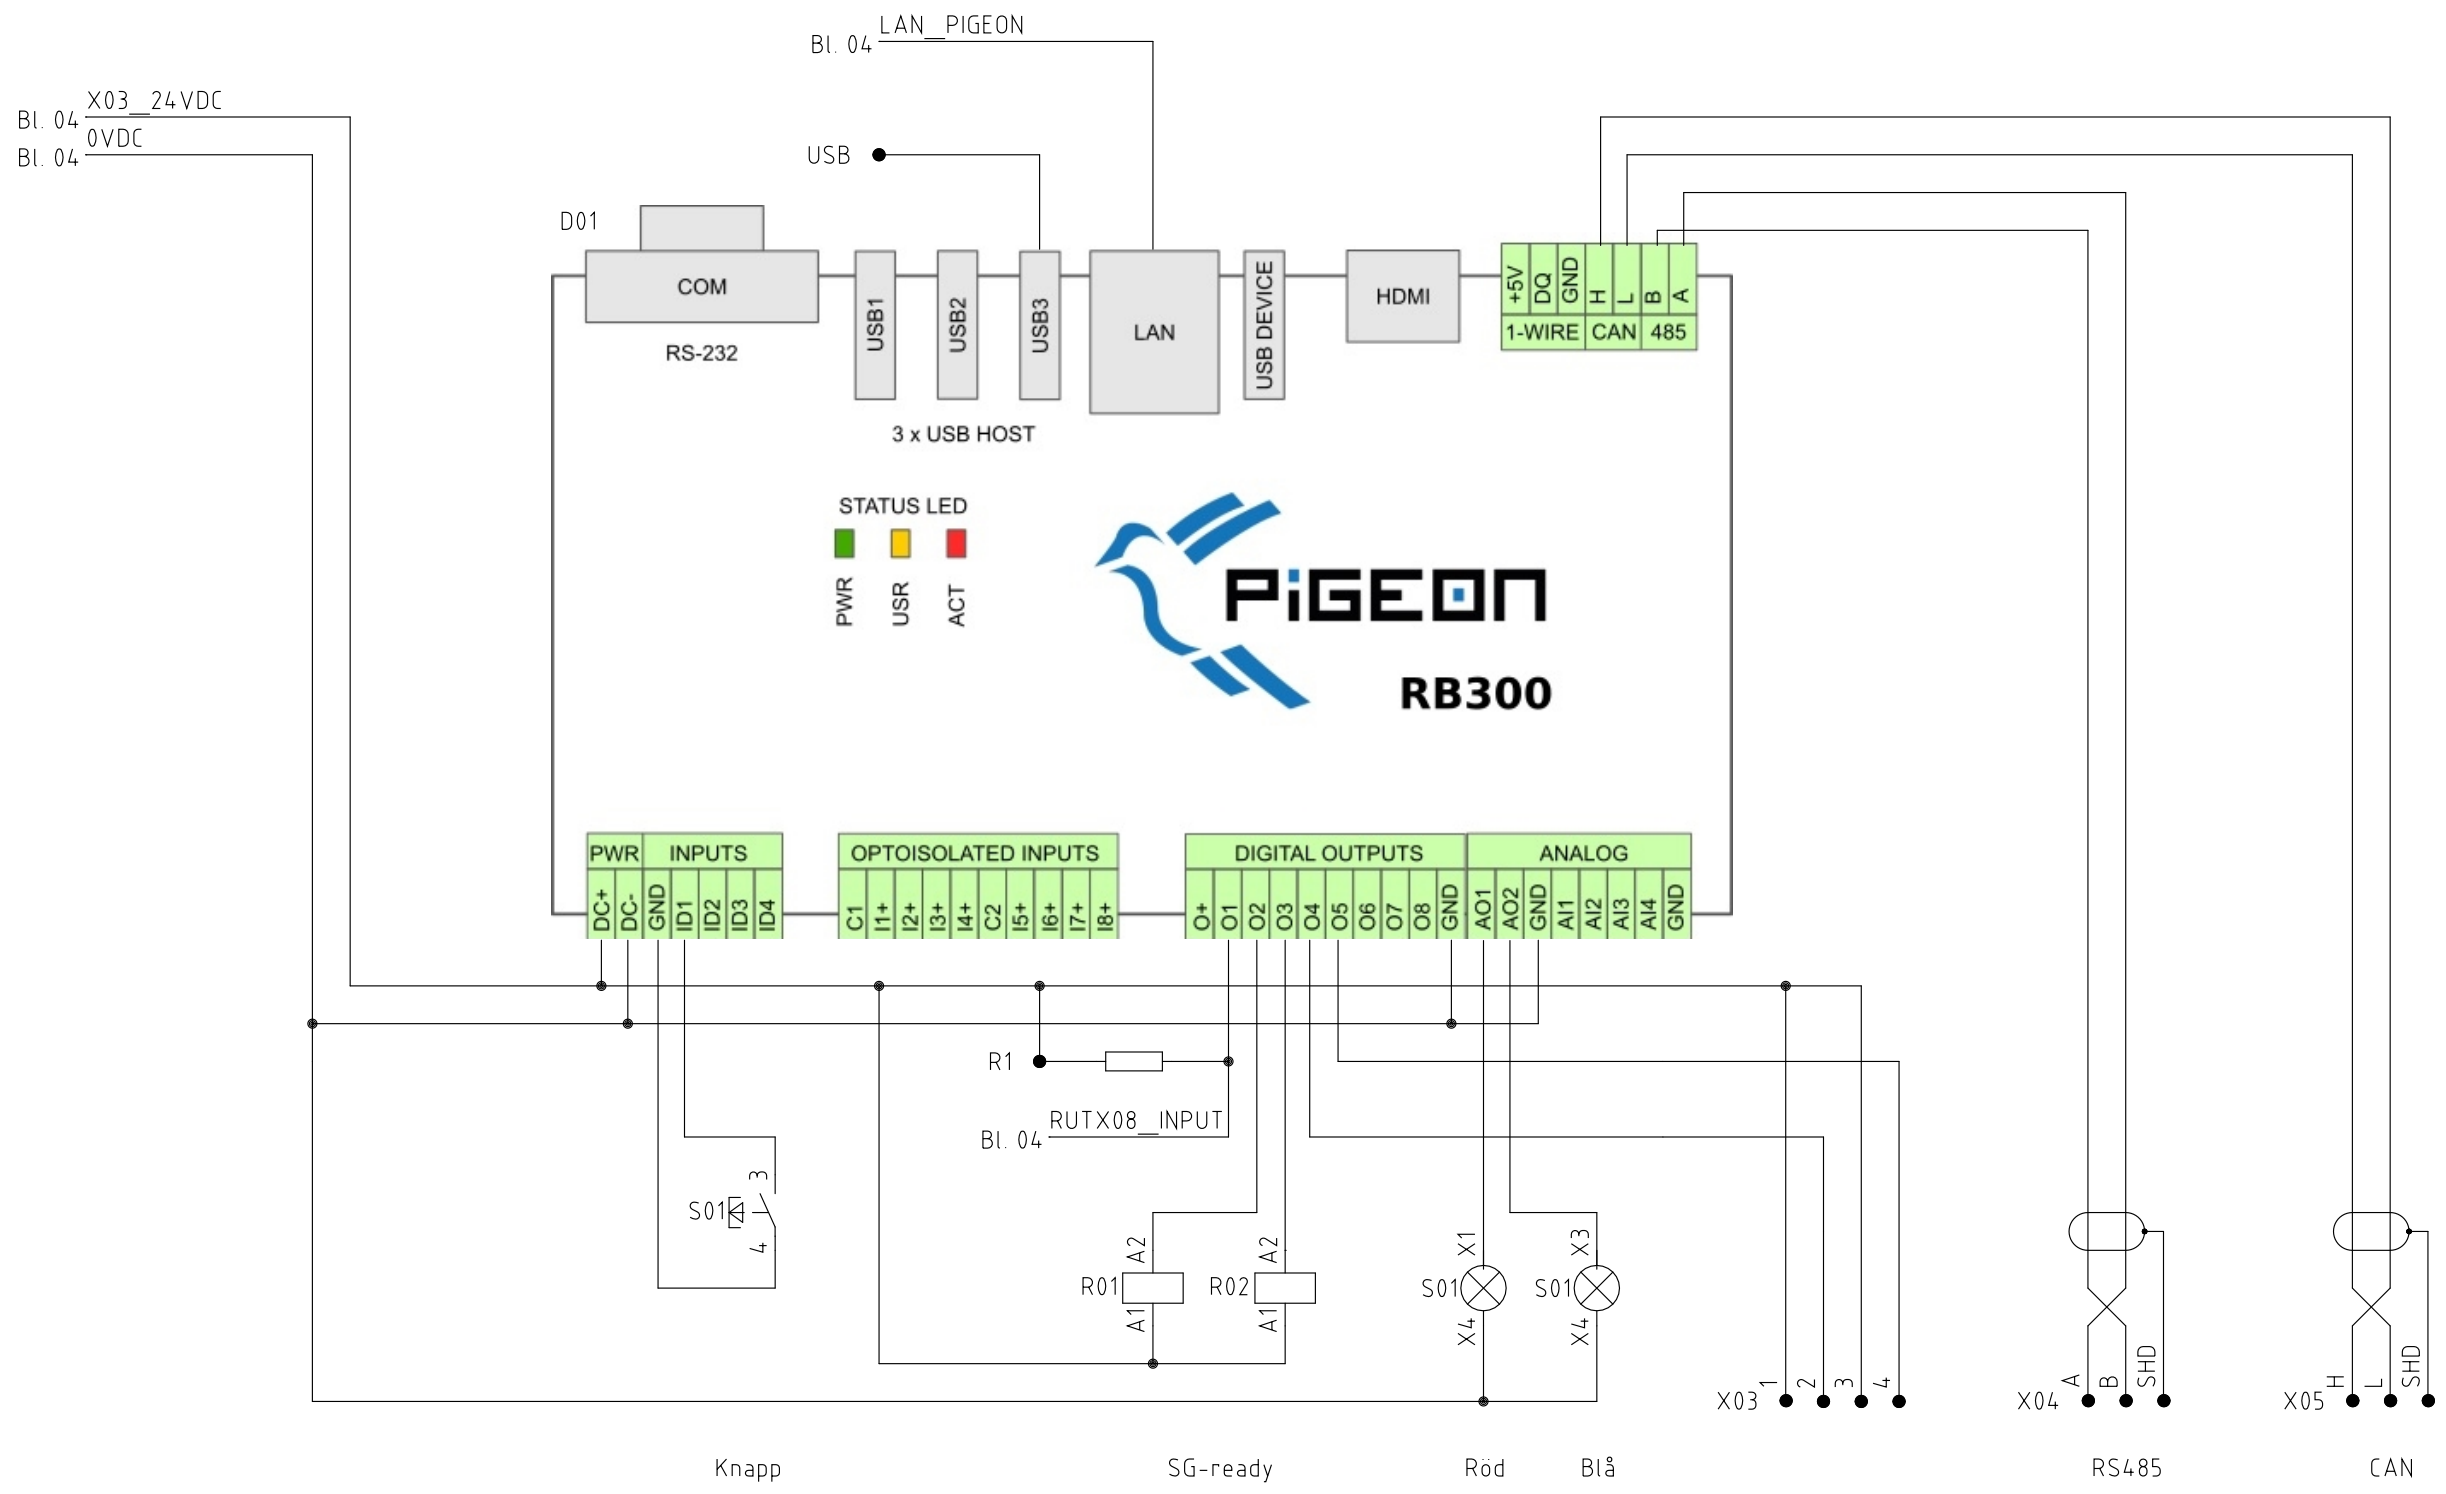 LAN_PIGEON
Bl. 04
X03_24VDC
Bl. 04
0VDC
Bl. 04
USB
D01
COM
RS-232
USB1
USB2
USB3
3 x USB HOST
LAN
USB DEVICE
HDMI
+5V DQ GND H L B A
1-WIRE CAN 485
STATUS LED
PWR USR ACT
PiGEON
RB300
PWR INPUTS
DC+ DC- GND ID1 ID2 ID3 ID4
OPTOISOLATED INPUTS
C1 I1+ I2+ I3+ I4+ C2 I5+ I6+ I7+ I8+
DIGITAL OUTPUTS
O+ O1 O2 O3 O4 O5 O6 O7 O8 GND
ANALOG
AO1 AO2 GND AI1 AI2 AI3 AI4 GND
R1
RUTX08_INPUT
Bl. 04
3
S01
4
A2
R01
A1
A2
R02
A1
X1
S01
X4
X3
S01
X4
X03 1 2 3 4
X04 A B SHD
X05 H L SHD
Knapp
SG-ready
Röd
Blå
RS485
CAN